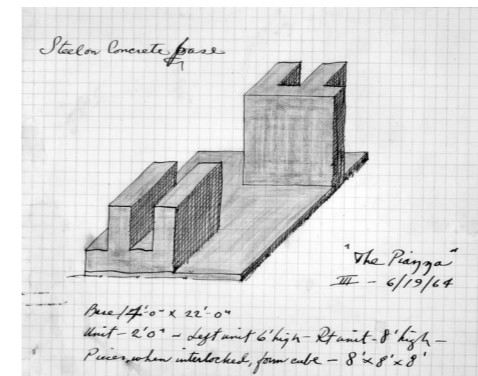 Steel on Concrete base
"The Piazza"
III - 6/19/64
Base 14'-0" x 22'-0"
Unit - 2'0" - Left unit 6' high - Rt unit - 8' high -
Pieces, when interlocked, form cube - 8' x 8' x 8'